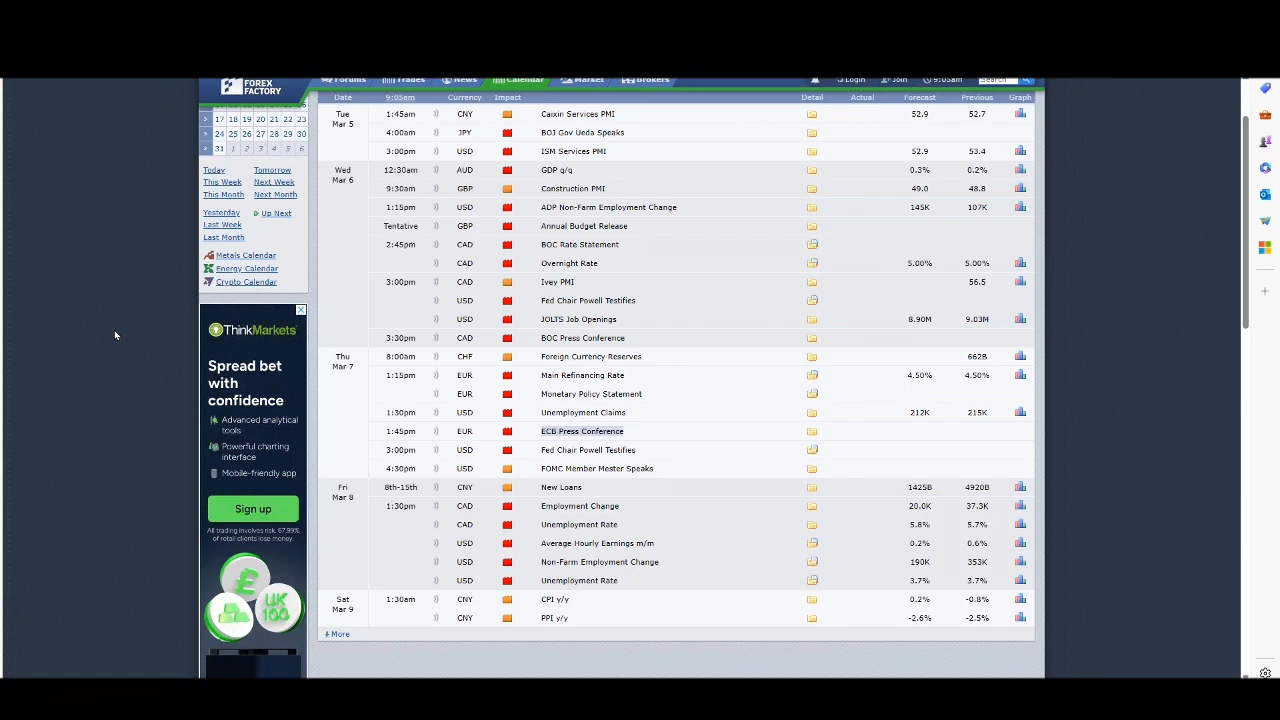 FOREX
FACTORY
Forums Trades News Calendar Market Brokers Login Join 9:05am Search
> 17 18 19 20 21 22 23
> 24 25 26 27 28 29 30
> 31 1 2 3 4 5 6
Today Tomorrow
This Week Next Week
This Month Next Month
Yesterday Up Next
Last Week
Last Month
Metals Calendar
Energy Calendar
Crypto Calendar
ThinkMarkets
Spread bet
with
confidence
Advanced analytical
tools
Powerful charting
interface
Mobile-friendly app
Sign up
All trading involves risk. 67.99%
of retail clients lose money.
£
UK
100
Date 9:05am Currency Impact Detail Actual Forecast Previous Graph
Tue Mar 5 1:45am CNY Caixin Services PMI 52.9 52.7
4:00am JPY BOJ Gov Ueda Speaks
3:00pm USD ISM Services PMI 52.9 53.4
Wed Mar 6 12:30am AUD GDP q/q 0.3% 0.2%
9:30am GBP Construction PMI 49.0 48.8
1:15pm USD ADP Non-Farm Employment Change 145K 107K
Tentative GBP Annual Budget Release
2:45pm CAD BOC Rate Statement
CAD Overnight Rate 5.00% 5.00%
3:00pm CAD Ivey PMI 56.5
USD Fed Chair Powell Testifies
USD JOLTS Job Openings 8.90M 9.03M
3:30pm CAD BOC Press Conference
Thu Mar 7 8:00am CHF Foreign Currency Reserves 662B
1:15pm EUR Main Refinancing Rate 4.50% 4.50%
EUR Monetary Policy Statement
1:30pm USD Unemployment Claims 212K 215K
1:45pm EUR ECB Press Conference
3:00pm USD Fed Chair Powell Testifies
4:30pm USD FOMC Member Mester Speaks
Fri Mar 8 8th-15th CNY New Loans 1425B 4920B
1:30pm CAD Employment Change 20.0K 37.3K
CAD Unemployment Rate 5.8% 5.7%
USD Average Hourly Earnings m/m 0.2% 0.6%
USD Non-Farm Employment Change 190K 353K
USD Unemployment Rate 3.7% 3.7%
Sat Mar 9 1:30am CNY CPI y/y 0.2% -0.8%
CNY PPI y/y -2.6% -2.5%
More